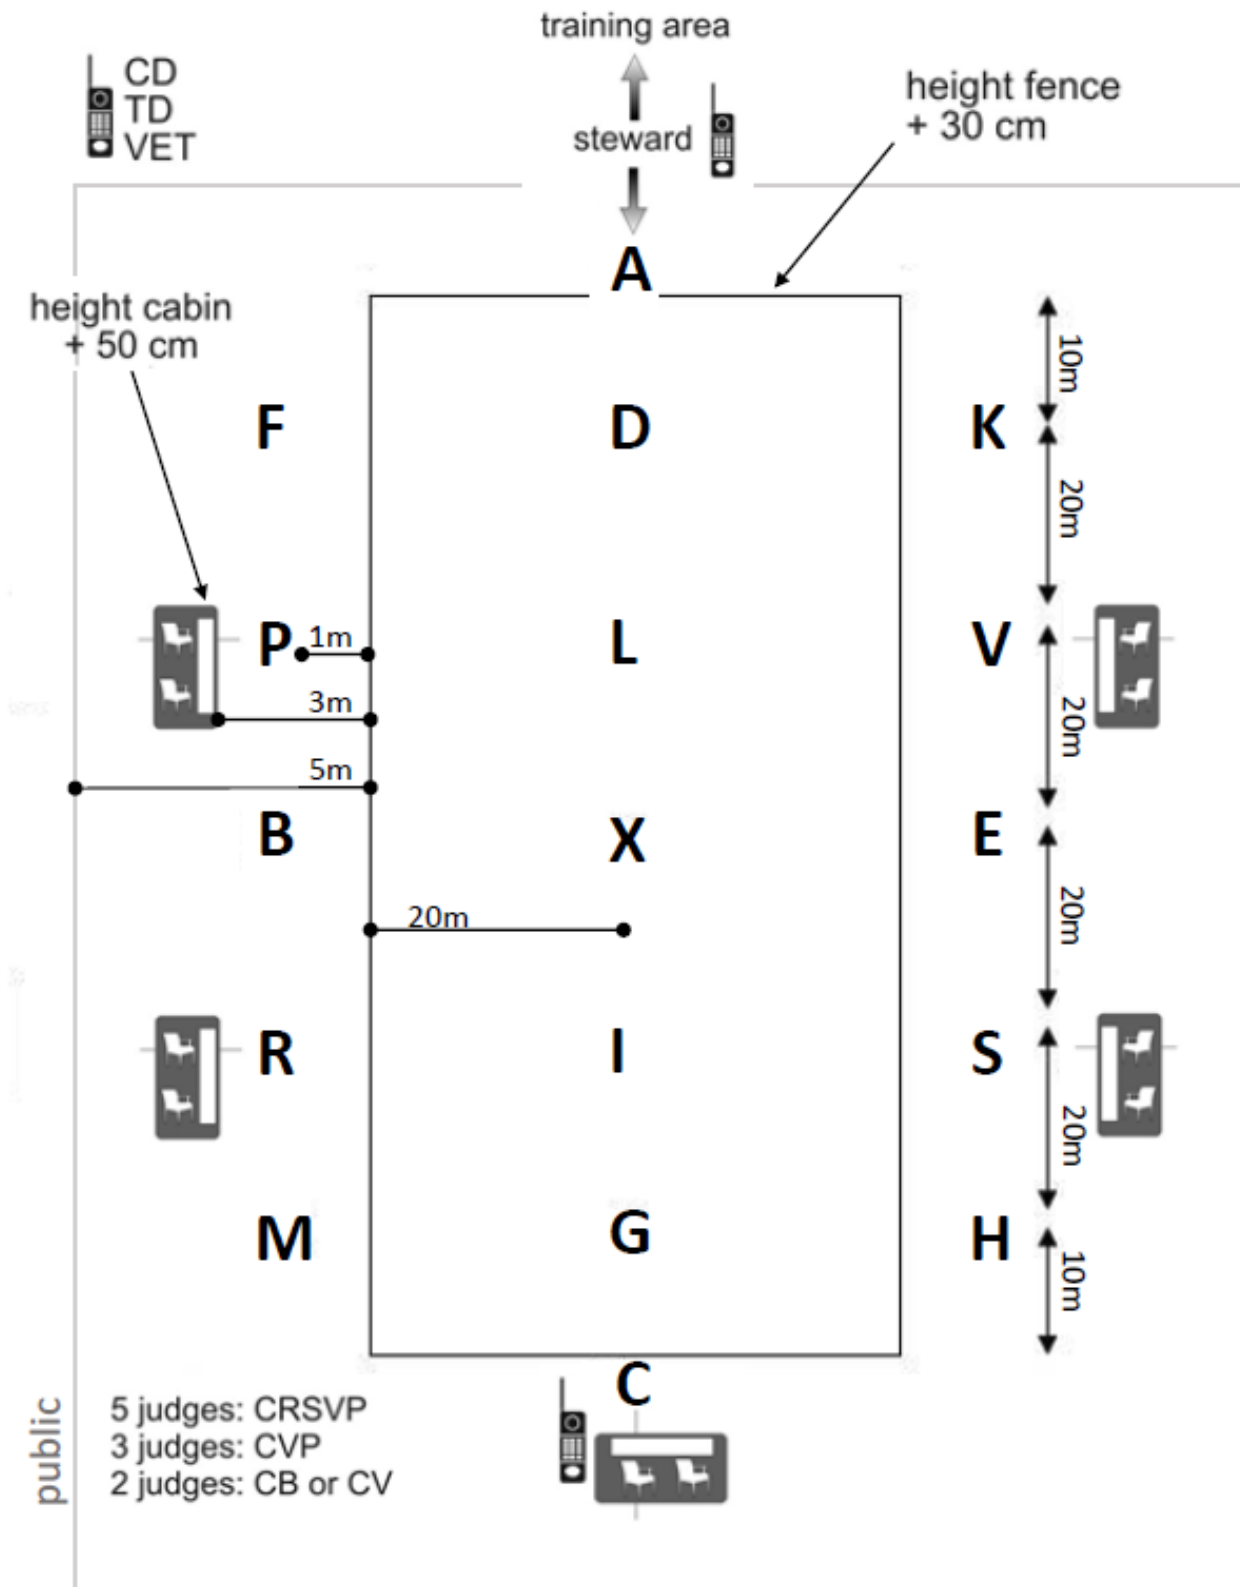 training area
CD
TD
VET
steward
height fence
+ 30 cm
A
height cabin
+ 50 cm
10m
F D K
20m
P 1m L V
3m
20m
5m
B X E
20m
20m
R I S
20m
M G H
10m
C
5 judges: CRSVP
3 judges: CVP
2 judges: CB or CV
public